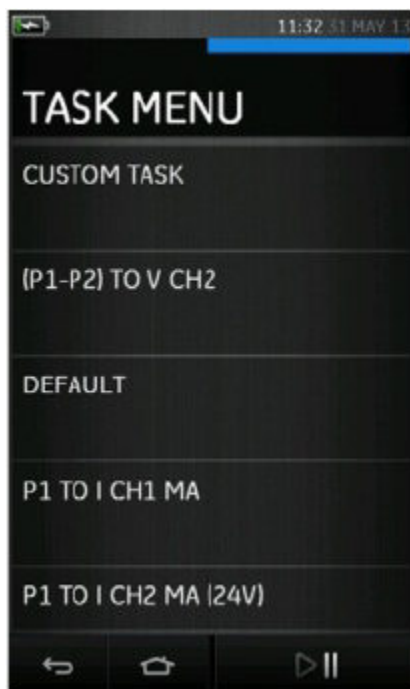 11:32 31 MAY 13
TASK MENU
CUSTOM TASK
(P1-P2) TO V CH2
DEFAULT
P1 TO I CH1 MA
P1 TO I CH2 MA (24V)